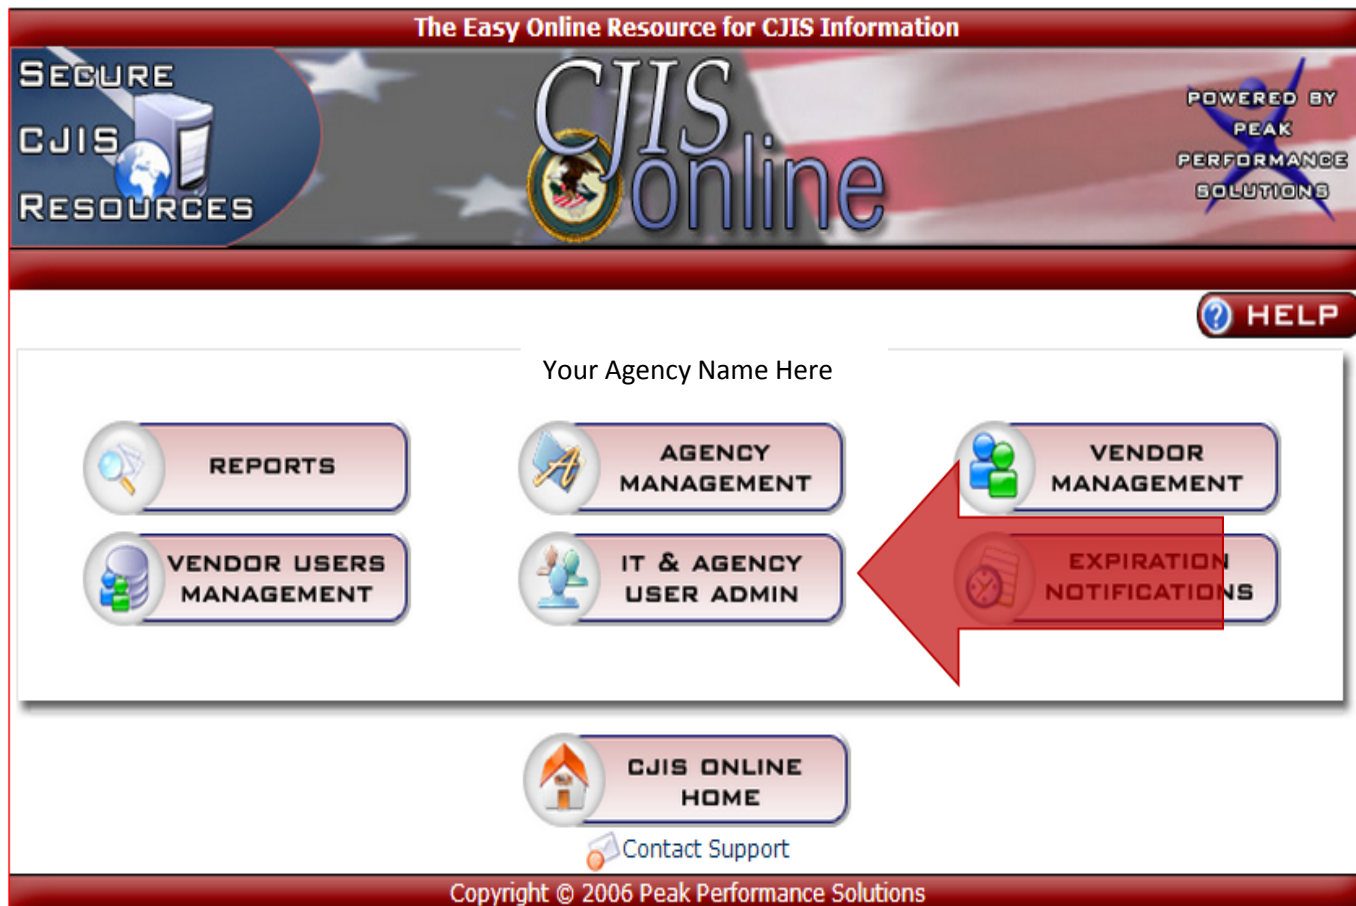 The Easy Online Resource for CJIS Information
SECURE
CJIS
RESOURCES
CJIS
online
POWERED BY
PEAK
PERFORMANCE
SOLUTIONS
? HELP
Your Agency Name Here
REPORTS
AGENCY
MANAGEMENT
VENDOR
MANAGEMENT
VENDOR USERS
MANAGEMENT
IT & AGENCY
USER ADMIN
EXPIRATION
NOTIFICATIONS
CJIS ONLINE
HOME
Contact Support
Copyright © 2006 Peak Performance Solutions